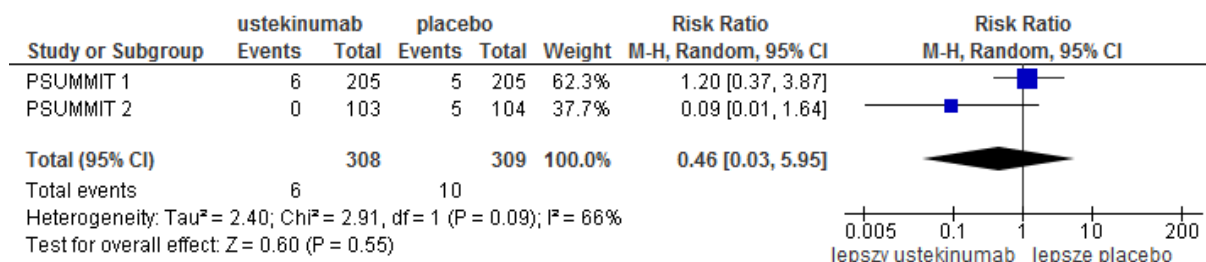 ustekinumab placebo Risk Ratio Risk Ratio
Study or Subgroup Events Total Events Total Weight M-H, Random, 95% CI M-H, Random, 95% CI
PSUMMIT 1 6 205 5 205 62.3% 1.20 [0.37, 3.87]
PSUMMIT 2 0 103 5 104 37.7% 0.09 [0.01, 1.64]
Total (95% CI) 308 309 100.0% 0.46 [0.03, 5.95]
Total events 6 10
Heterogeneity: Tau² = 2.40; Chi² = 2.91, df = 1 (P = 0.09); I² = 66%
Test for overall effect: Z = 0.60 (P = 0.55)
0.005 0.1 1 10 200
lepszy ustekinumab lepsze placebo